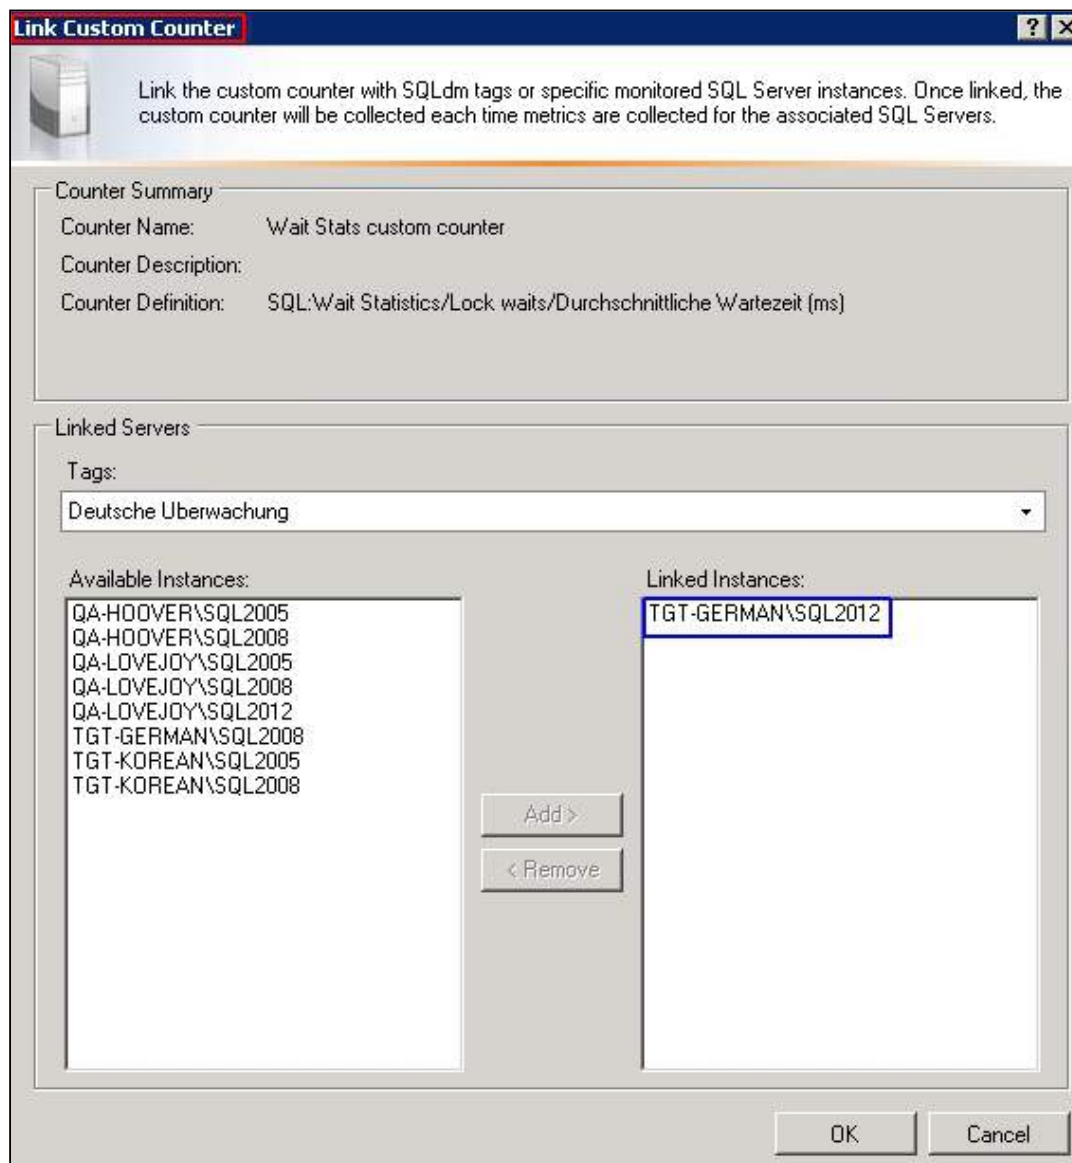 Link Custom Counter
Link the custom counter with SQLdm tags or specific monitored SQL Server instances. Once linked, the
custom counter will be collected each time metrics are collected for the associated SQL Servers.
Counter Summary
Counter Name: Wait Stats custom counter
Counter Description:
Counter Definition: SQL:Wait Statistics/Lock waits/Durchschnittliche Wartezeit (ms)
Linked Servers
Tags:
Deutsche Uberwachung
Available Instances:
QA-HOOVER\SQL2005
QA-HOOVER\SQL2008
QA-LOVEJOY\SQL2005
QA-LOVEJOY\SQL2008
QA-LOVEJOY\SQL2012
TGT-GERMAN\SQL2008
TGT-KOREAN\SQL2005
TGT-KOREAN\SQL2008
Add >
< Remove
Linked Instances:
TGT-GERMAN\SQL2012
OK Cancel